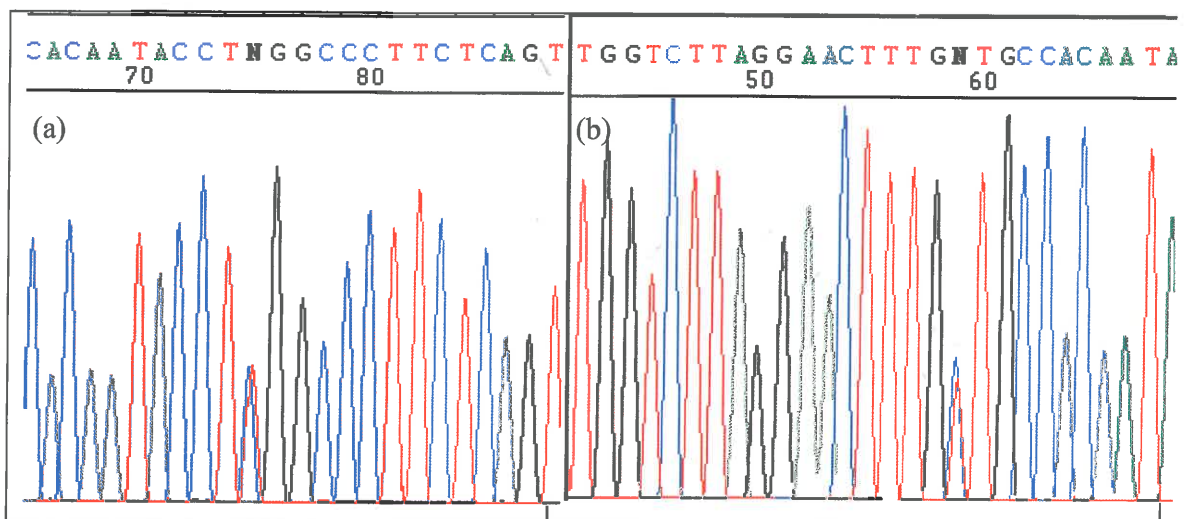 CACAATACCTNGGCCCTTCTCAGT
70 80
(a)
TGGTCTTAGGAACTTTGNTGCCACAATA
50 60
(b)